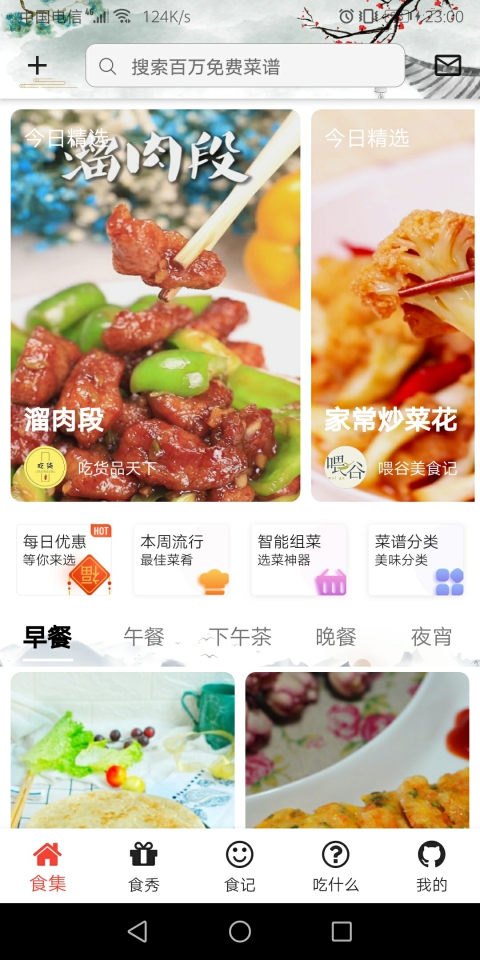 中国电信 4G 124K/s 23:00
搜索百万免费菜谱
今日精选
溜肉段
溜肉段
吃货
吃货品天下
今日精选
家常炒菜花
喂谷
喂谷美食记
每日优惠
HOT
等你来选
福
本周流行
最佳菜肴
智能组菜
选菜神器
菜谱分类
美味分类
早餐 午餐 下午茶 晚餐 夜宵
食集 食秀 食记 吃什么 我的